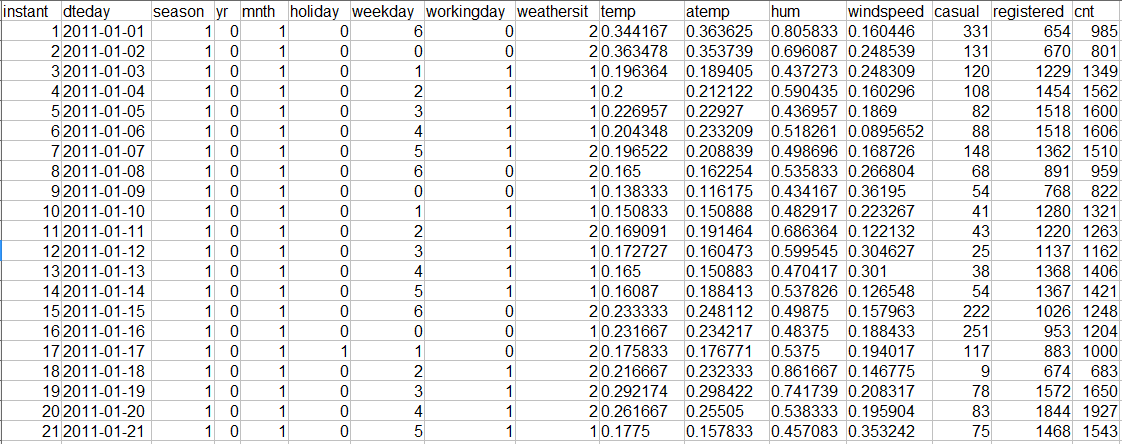 instant dteday season yr mnth holiday weekday workingday weathersit temp atemp hum windspeed casual registered cnt
1 2011-01-01 1 0 1 0 6 0 2 0.344167 0.363625 0.805833 0.160446 331 654 985
2 2011-01-02 1 0 1 0 0 0 2 0.363478 0.353739 0.696087 0.248539 131 670 801
3 2011-01-03 1 0 1 0 1 1 1 0.196364 0.189405 0.437273 0.248309 120 1229 1349
4 2011-01-04 1 0 1 0 2 1 1 0.2 0.212122 0.590435 0.160296 108 1454 1562
5 2011-01-05 1 0 1 0 3 1 1 0.226957 0.22927 0.436957 0.1869 82 1518 1600
6 2011-01-06 1 0 1 0 4 1 1 0.204348 0.233209 0.518261 0.0895652 88 1518 1606
7 2011-01-07 1 0 1 0 5 1 2 0.196522 0.208839 0.498696 0.168726 148 1362 1510
8 2011-01-08 1 0 1 0 6 0 2 0.165 0.162254 0.535833 0.266804 68 891 959
9 2011-01-09 1 0 1 0 0 0 1 0.138333 0.116175 0.434167 0.36195 54 768 822
10 2011-01-10 1 0 1 0 1 1 1 0.150833 0.150888 0.482917 0.223267 41 1280 1321
11 2011-01-11 1 0 1 0 2 1 2 0.169091 0.191464 0.686364 0.122132 43 1220 1263
12 2011-01-12 1 0 1 0 3 1 1 0.172727 0.160473 0.599545 0.304627 25 1137 1162
13 2011-01-13 1 0 1 0 4 1 1 0.165 0.150883 0.470417 0.301 38 1368 1406
14 2011-01-14 1 0 1 0 5 1 1 0.16087 0.188413 0.537826 0.126548 54 1367 1421
15 2011-01-15 1 0 1 0 6 0 2 0.233333 0.248112 0.49875 0.157963 222 1026 1248
16 2011-01-16 1 0 1 0 0 0 1 0.231667 0.234217 0.48375 0.188433 251 953 1204
17 2011-01-17 1 0 1 1 1 0 2 0.175833 0.176771 0.5375 0.194017 117 883 1000
18 2011-01-18 1 0 1 0 2 1 2 0.216667 0.232333 0.861667 0.146775 9 674 683
19 2011-01-19 1 0 1 0 3 1 2 0.292174 0.298422 0.741739 0.208317 78 1572 1650
20 2011-01-20 1 0 1 0 4 1 2 0.261667 0.25505 0.538333 0.195904 83 1844 1927
21 2011-01-21 1 0 1 0 5 1 1 0.1775 0.157833 0.457083 0.353242 75 1468 1543